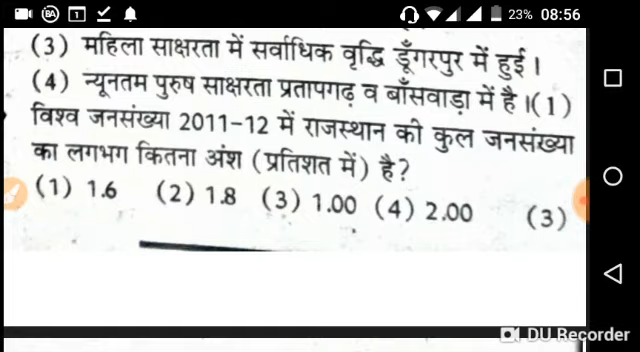 BA 1 23% 08:56
(3) महिला साक्षरता में सर्वाधिक वृद्धि डूँगरपुर में हुई।
(4) न्यूनतम पुरुष साक्षरता प्रतापगढ़ व बाँसवाड़ा में है।(1)
विश्व जनसंख्या 2011-12 में राजस्थान की कुल जनसंख्या
का लगभग कितना अंश (प्रतिशत में) है?
(1) 1.6 (2) 1.8 (3) 1.00 (4) 2.00 (3)
DU Recorder